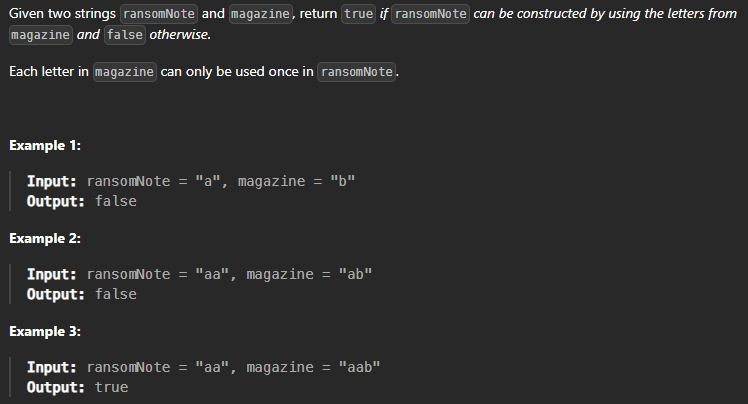 Given two strings ransomNote and magazine, return true if ransomNote can be constructed by using the letters from
magazine and false otherwise.
Each letter in magazine can only be used once in ransomNote.
Example 1:
Input: ransomNote = "a", magazine = "b"
Output: false
Example 2:
Input: ransomNote = "aa", magazine = "ab"
Output: false
Example 3:
Input: ransomNote = "aa", magazine = "aab"
Output: true